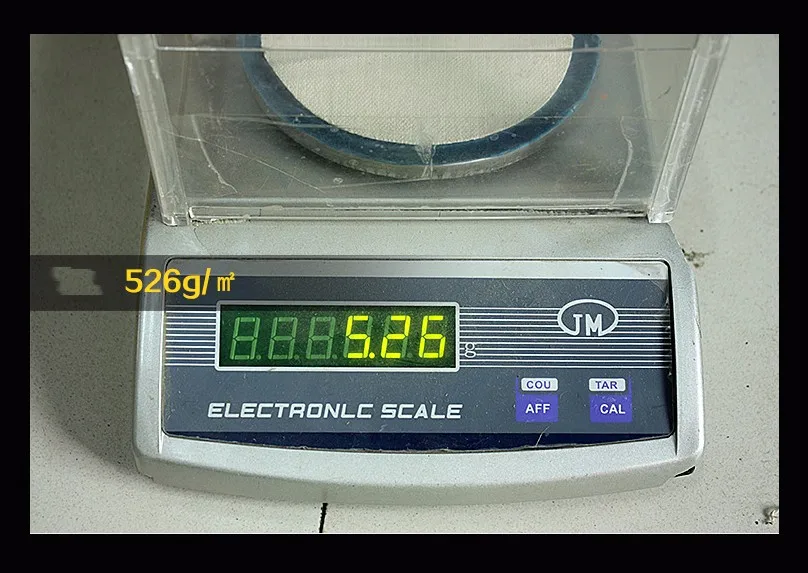 526g/㎡
5.26
g
JM
COU
TAR
AFF
CAL
ELECTRONLC SCALE